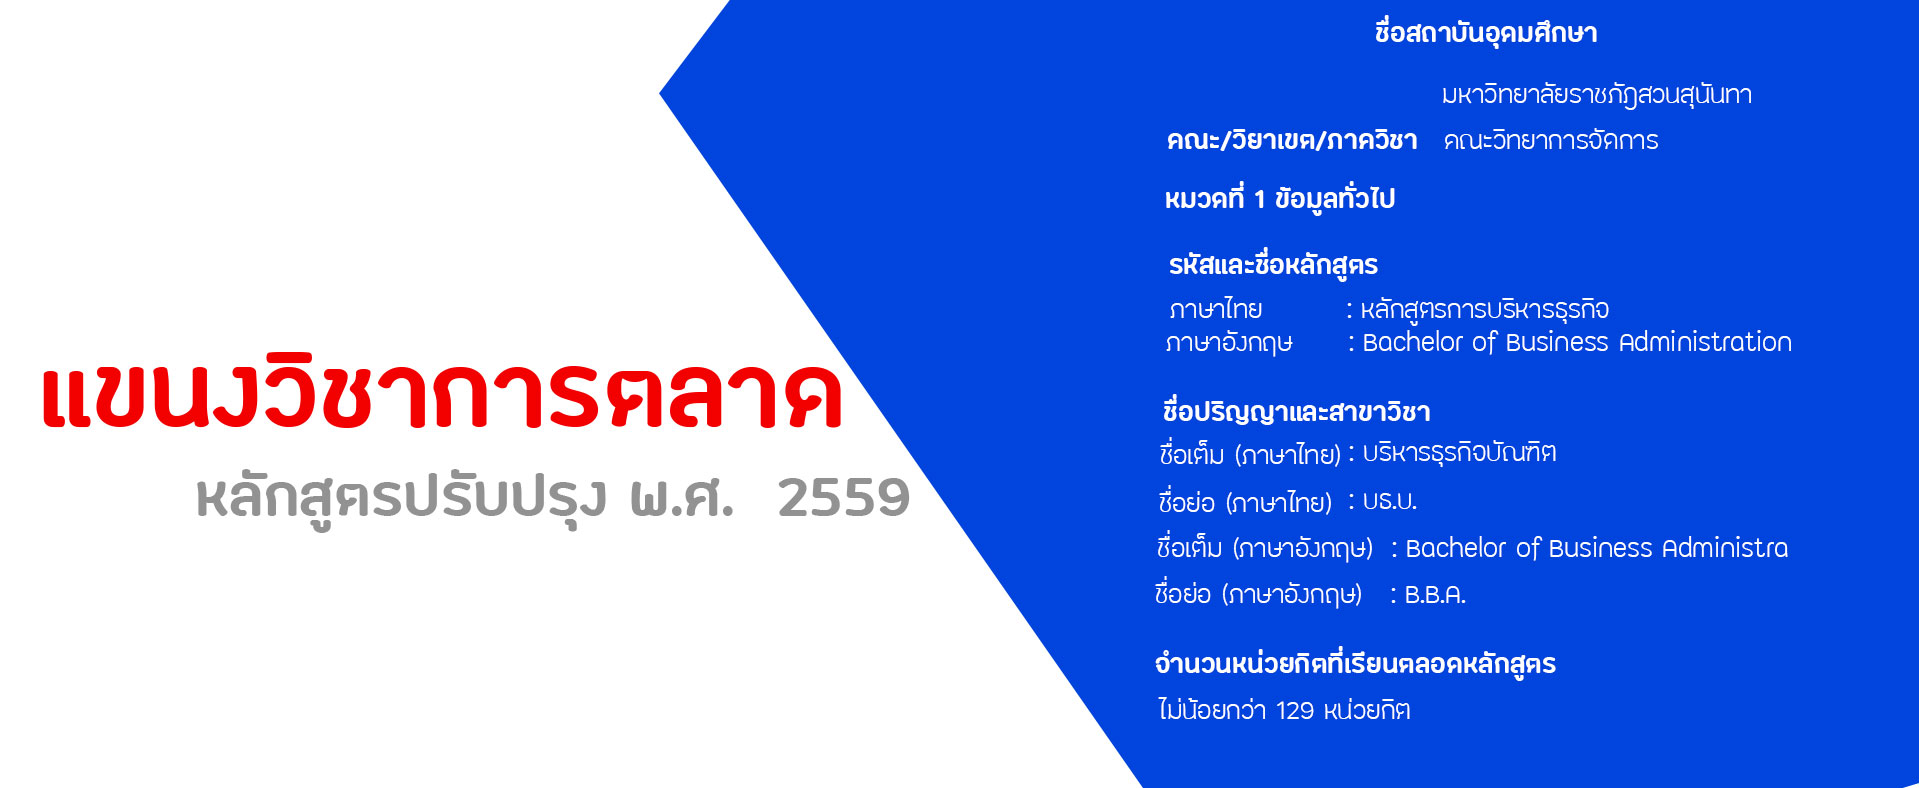 แขนงวิชาการตลาด
หลักสูตรปรับปรุง พ.ศ. 2559
ชื่อสถาบันอุดมศึกษา
มหาวิทยาลัยราชภัฏสวนสุนันทา
คณะ/วิยาเขต/ภาควิชา คณะวิทยาการจัดการ
หมวดที่ 1 ข้อมูลทั่วไป
รหัสและชื่อหลักสูตร
ภาษาไทย : หลักสูตรการบริหารธุรกิจ
ภาษาอังกฤษ : Bachelor of Business Administration
ชื่อปริญญาและสาขาวิชา
ชื่อเต็ม (ภาษาไทย) : บริหารธุรกิจบัณฑิต
ชื่อย่อ (ภาษาไทย) : บธ.บ.
ชื่อเต็ม (ภาษาอังกฤษ) : Bachelor of Business Administra
ชื่อย่อ (ภาษาอังกฤษ) : B.B.A.
จำนวนหน่วยกิตที่เรียนตลอดหลักสูตร
ไม่น้อยกว่า 129 หน่วยกิต